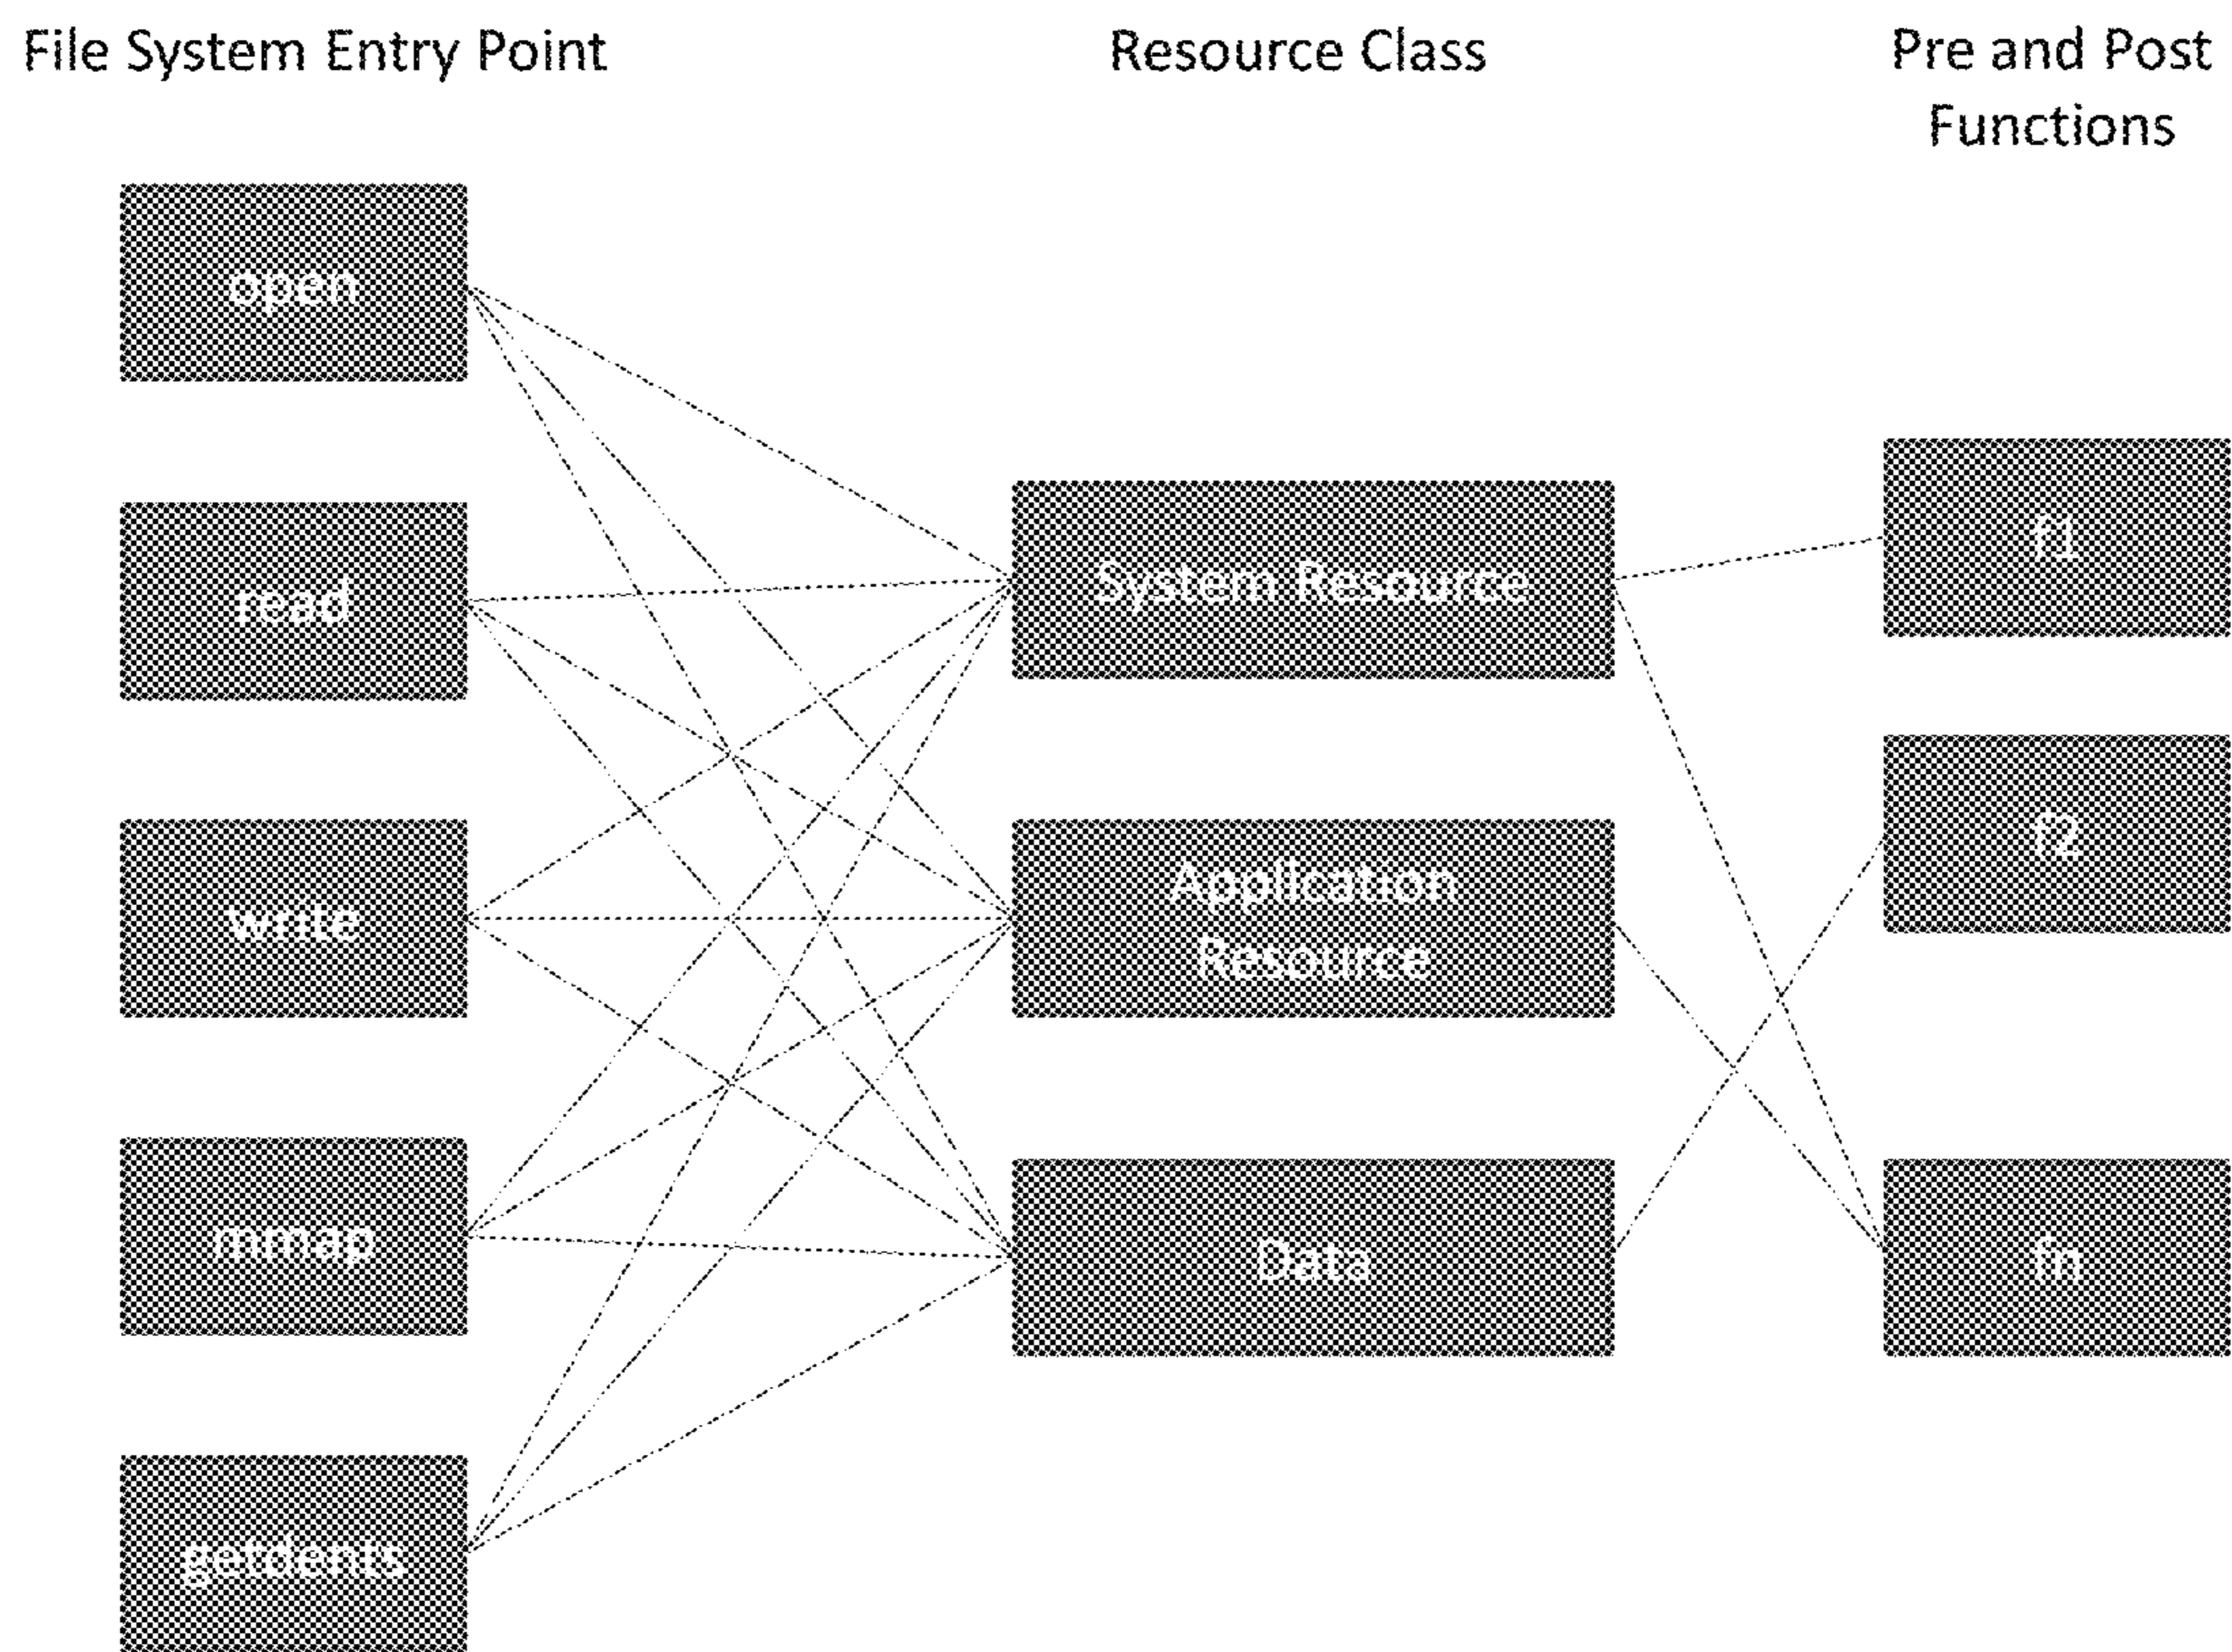 File System Entry Point
Resource Class
Pre and Post
Functions
open
read
write
mmap
getdents
System Resource
Application
Resource
Data
f1
f2
fn